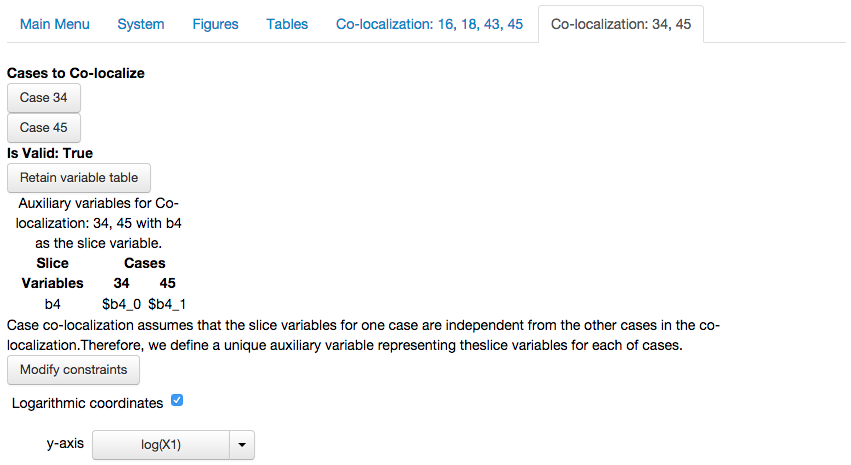 Main Menu System Figures Tables Co-localization: 16, 18, 43, 45 Co-localization: 34, 45
Cases to Co-localize
Case 34
Case 45
Is Valid: True
Retain variable table
Auxiliary variables for Co-
localization: 34, 45 with b4
as the slice variable.
Slice Cases
Variables 34 45
b4 $b4_0 $b4_1
Case co-localization assumes that the slice variables for one case are independent from the other cases in the co-
localization.Therefore, we define a unique auxiliary variable representing theslice variables for each of cases.
Modify constraints
Logarithmic coordinates
y-axis log(X1)